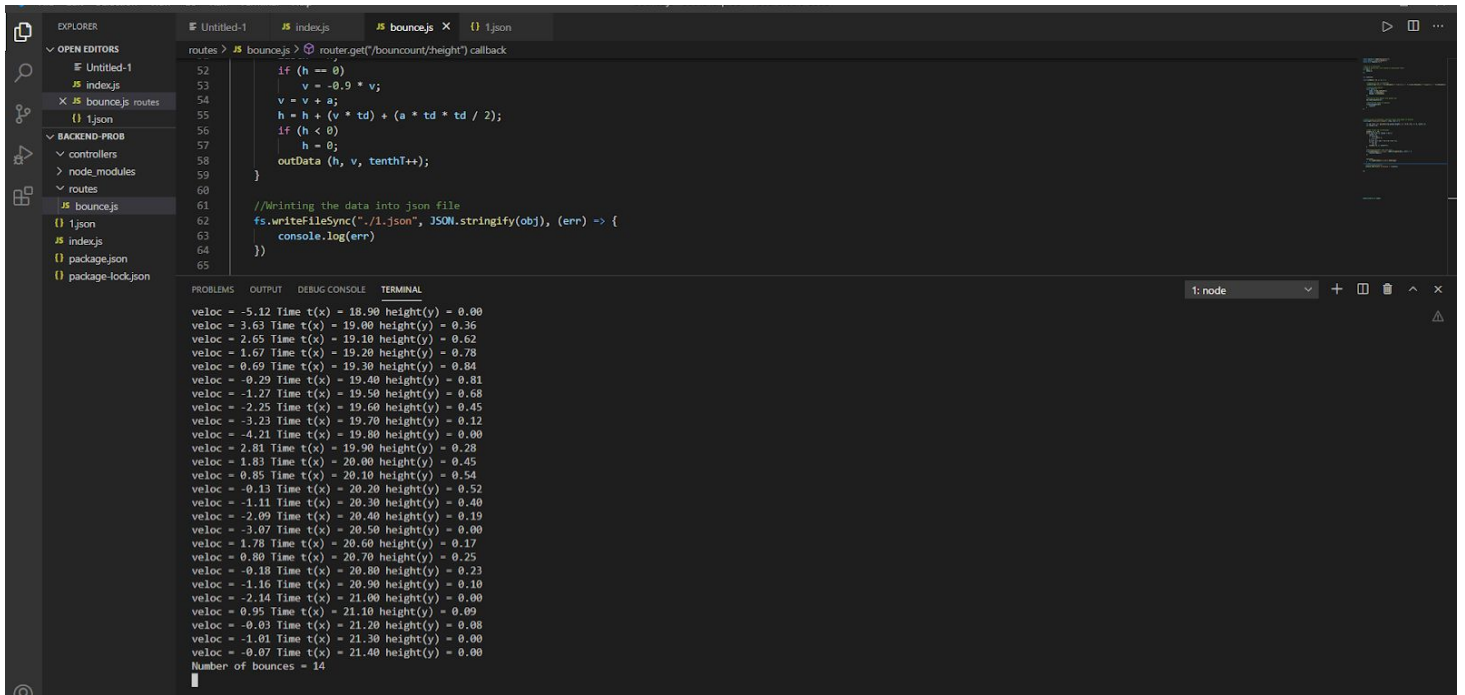 EXPLORER
OPEN EDITORS
Untitled-1
JS index.js
JS bounce.js routes
{} 1.json
BACKEND-PROB
controllers
node_modules
routes
JS bounce.js
{} 1.json
JS index.js
{} package.json
{} package-lock.json
Untitled-1 JS index.js JS bounce.js {} 1.json
routes > JS bounce.js > router.get("/bouncount/:height") callback
52 if (h == 0)
53 v = -0.9 * v;
54 v = v + a;
55 h = h + (v * td) + (a * td * td / 2);
56 if (h < 0)
57 h = 0;
58 outData (h, v, tenthT++);
59 }
60
61 //Wrinting the data into json file
62 fs.writeFileSync("./1.json", JSON.stringify(obj), (err) => {
63 console.log(err)
64 })
65
PROBLEMS OUTPUT DEBUG CONSOLE TERMINAL 1: node
veloc = -5.12 Time t(x) = 18.90 height(y) = 0.00
veloc = 3.63 Time t(x) = 19.00 height(y) = 0.36
veloc = 2.65 Time t(x) = 19.10 height(y) = 0.62
veloc = 1.67 Time t(x) = 19.20 height(y) = 0.78
veloc = 0.69 Time t(x) = 19.30 height(y) = 0.84
veloc = -0.29 Time t(x) = 19.40 height(y) = 0.81
veloc = -1.27 Time t(x) = 19.50 height(y) = 0.68
veloc = -2.25 Time t(x) = 19.60 height(y) = 0.45
veloc = -3.23 Time t(x) = 19.70 height(y) = 0.12
veloc = -4.21 Time t(x) = 19.80 height(y) = 0.00
veloc = 2.81 Time t(x) = 19.90 height(y) = 0.28
veloc = 1.83 Time t(x) = 20.00 height(y) = 0.45
veloc = 0.85 Time t(x) = 20.10 height(y) = 0.54
veloc = -0.13 Time t(x) = 20.20 height(y) = 0.52
veloc = -1.11 Time t(x) = 20.30 height(y) = 0.40
veloc = -2.09 Time t(x) = 20.40 height(y) = 0.19
veloc = -3.07 Time t(x) = 20.50 height(y) = 0.00
veloc = 1.78 Time t(x) = 20.60 height(y) = 0.17
veloc = 0.80 Time t(x) = 20.70 height(y) = 0.25
veloc = -0.18 Time t(x) = 20.80 height(y) = 0.23
veloc = -1.16 Time t(x) = 20.90 height(y) = 0.10
veloc = -2.14 Time t(x) = 21.00 height(y) = 0.00
veloc = 0.95 Time t(x) = 21.10 height(y) = 0.09
veloc = -0.03 Time t(x) = 21.20 height(y) = 0.08
veloc = -1.01 Time t(x) = 21.30 height(y) = 0.00
veloc = -0.07 Time t(x) = 21.40 height(y) = 0.00
Number of bounces = 14